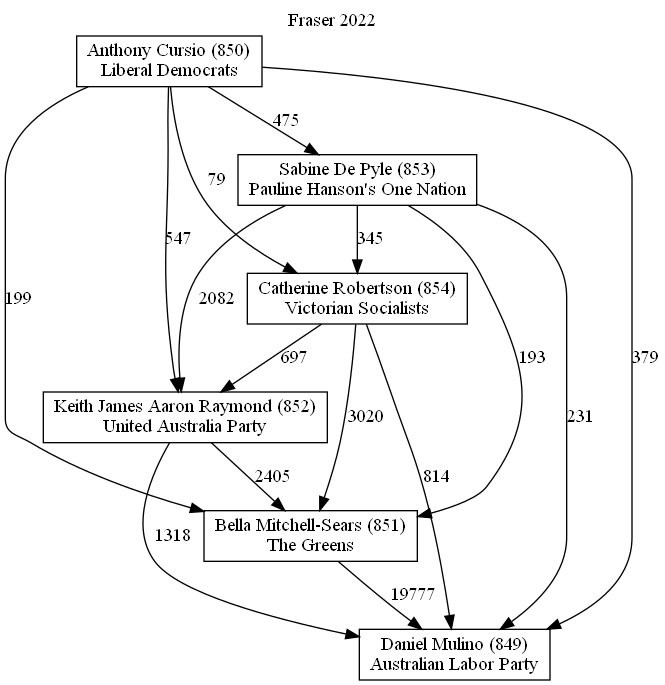 Fraser 2022
Anthony Cursio (850)
Liberal Democrats
475
79
Sabine De Pyle (853)
Pauline Hanson's One Nation
547
345
199
2082
Catherine Robertson (854)
Victorian Socialists
697
193
379
Keith James Aaron Raymond (852)
United Australia Party
3020
231
2405
814
1318
Bella Mitchell-Sears (851)
The Greens
19777
Daniel Mulino (849)
Australian Labor Party